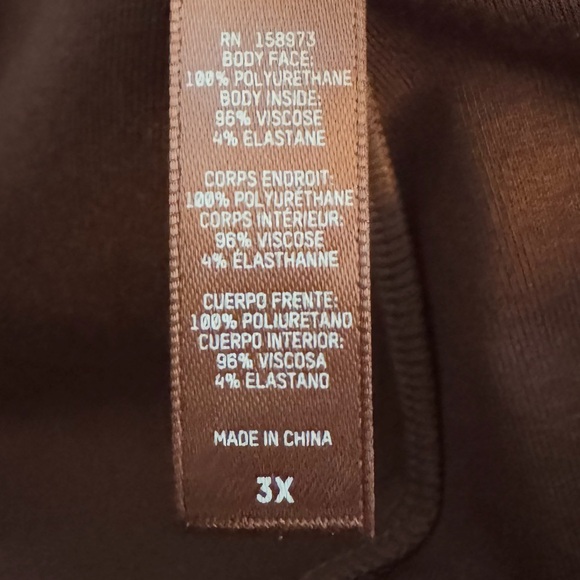 RN 158973
BODY FACE:
100% POLYURETHANE
BODY INSIDE:
96% VISCOSE
4% ELASTANE
CORPS ENDROIT:
100% POLYURÉTHANE
CORPS INTÉRIEUR:
96% VISCOSE
4% ÉLASTHANNE
CUERPO FRENTE:
100% POLIURETANO
CUERPO INTERIOR:
96% VISCOSA
4% ELASTANO
MADE IN CHINA
3X